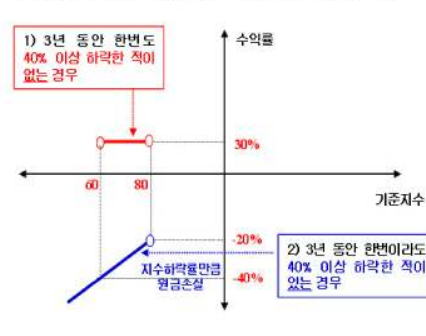 1) 3년 동안 한번도
40% 이상 하락한 적이
없는 경우
수익률
30%
60
80
기준지수
-20%
지수하락률만큼
원금손실
-40%
2) 3년 동안 한번이라도
40% 이상 하락한 적이
있는 경우